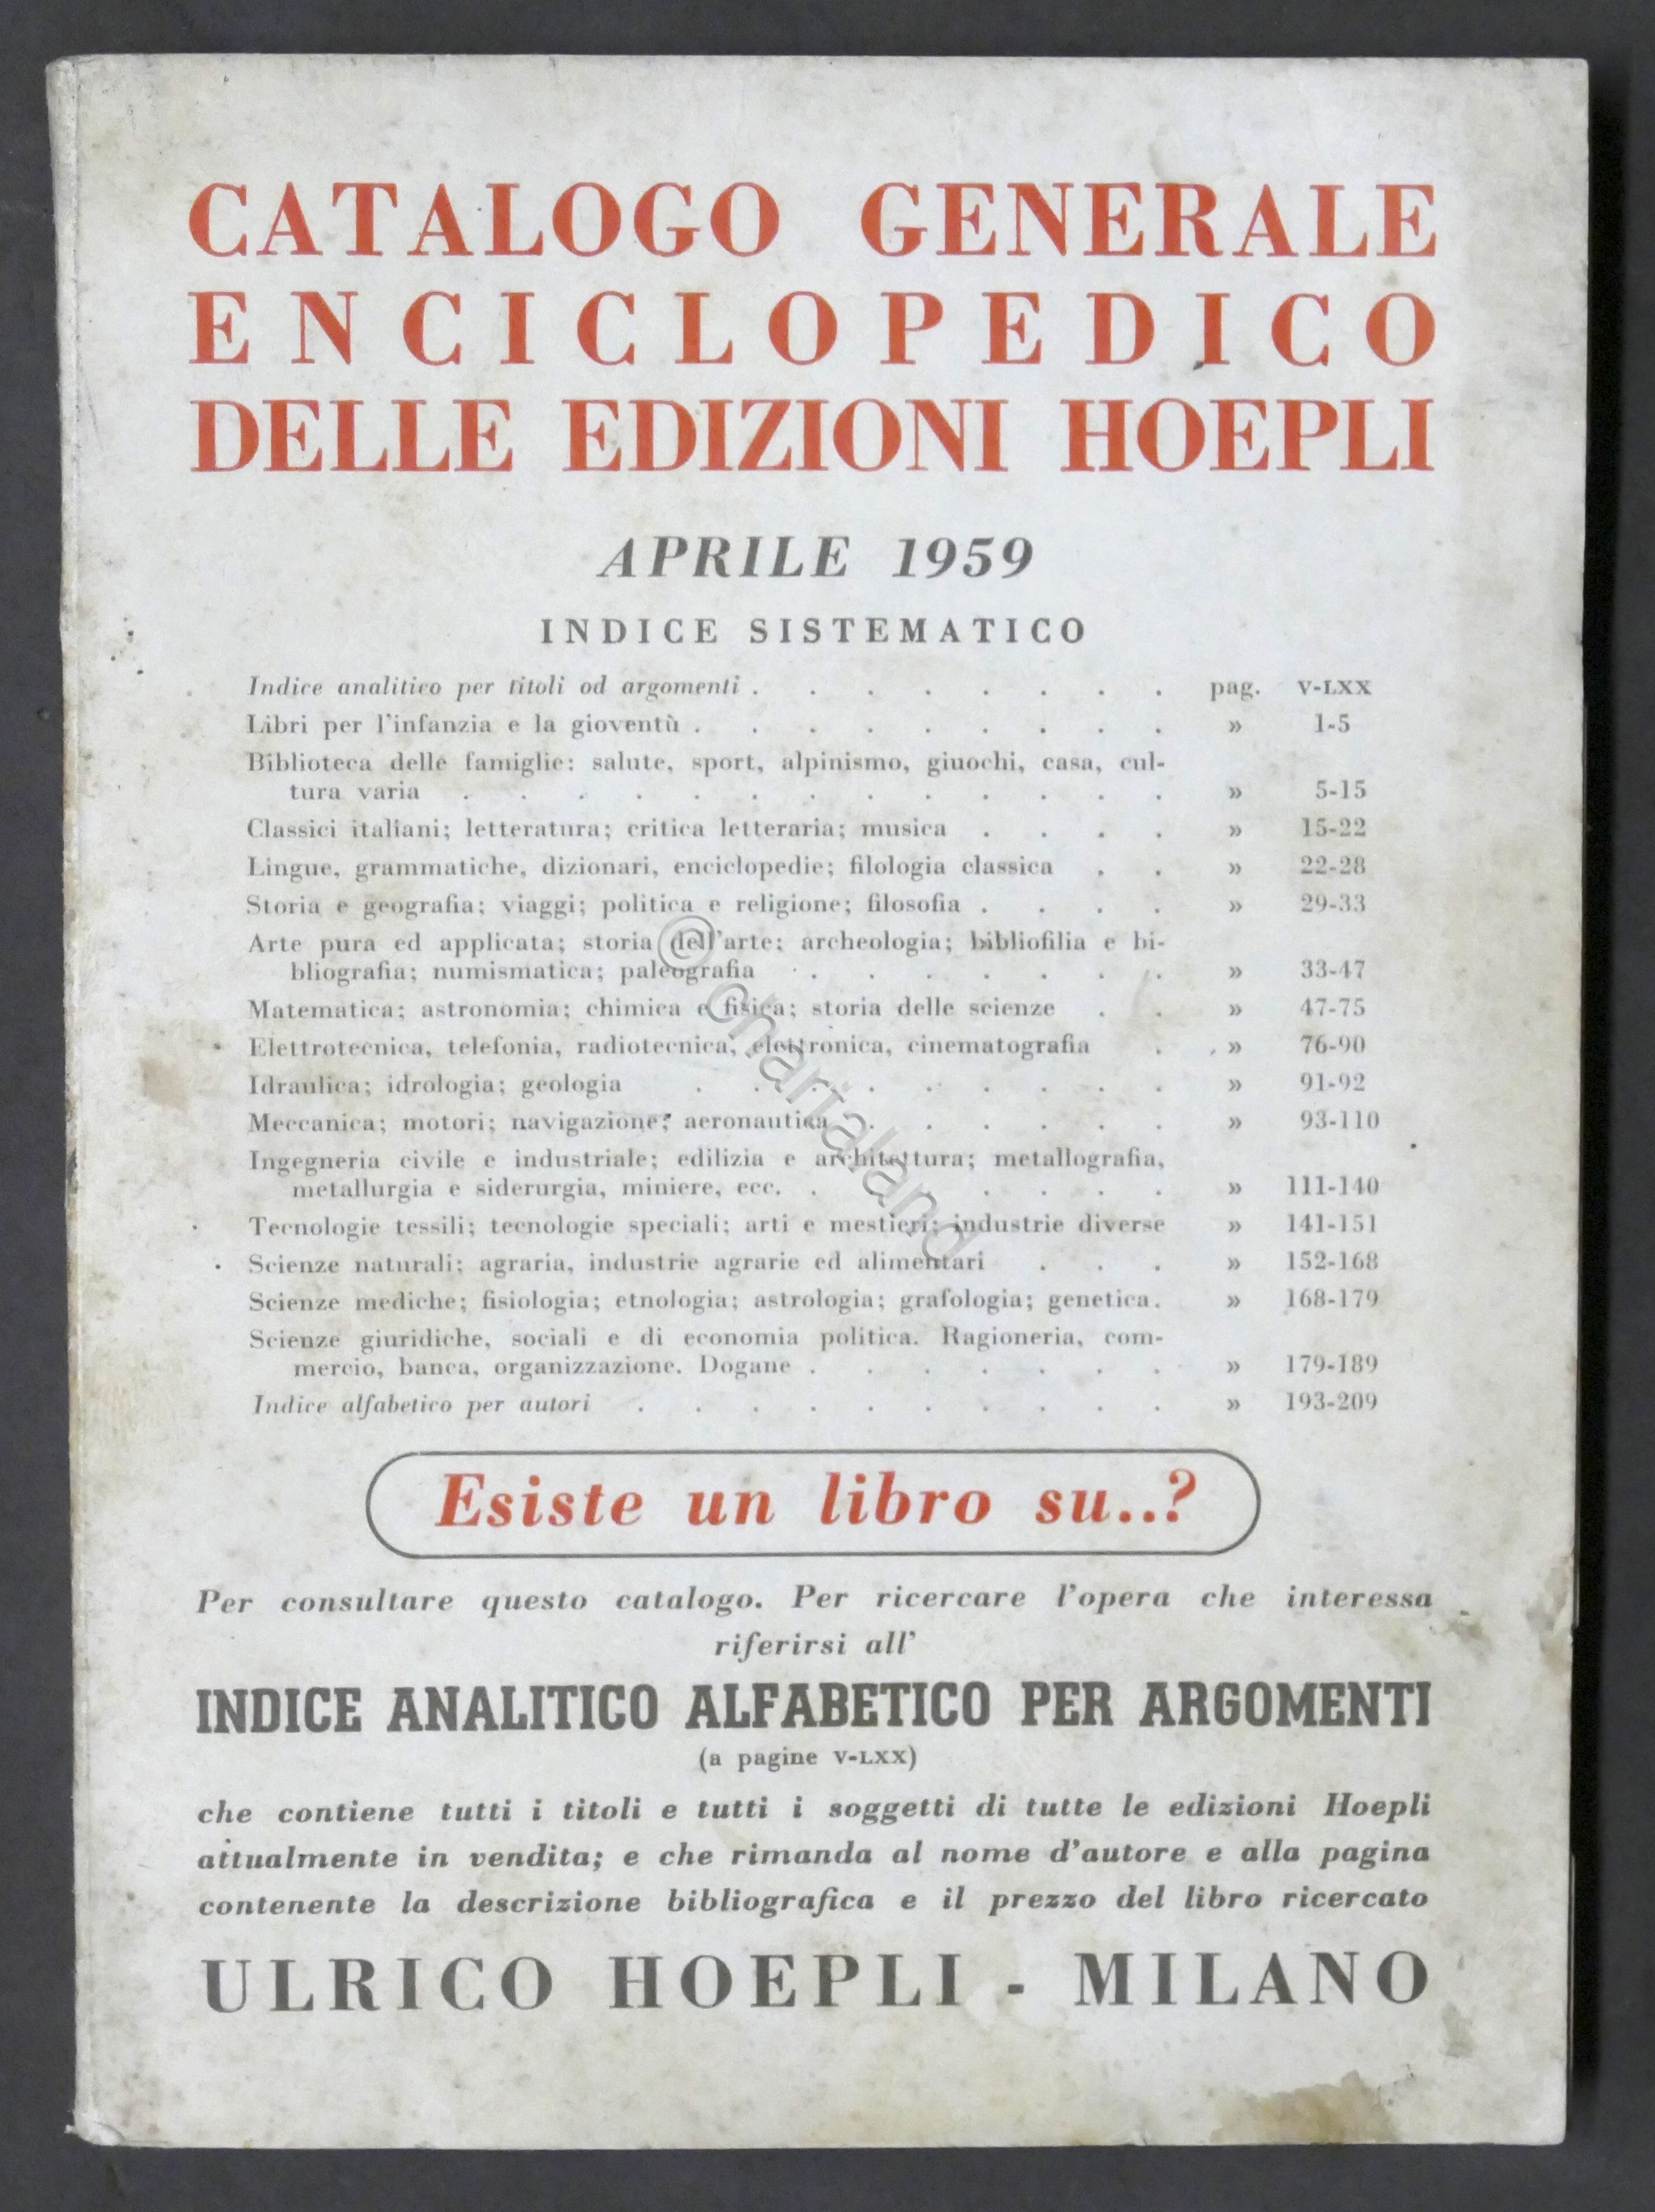 CATALOGO GENERALE
ENCICLOPEDICO
DELLE EDIZIONI HOEPLI
APRILE 1959
INDICE SISTEMATICO
Indice analitico per titoli od argomenti . . . . . . . . pag. V-LXX
Libri per l'infanzia e la gioventù . . . . . . . . . » 1-5
Biblioteca delle famiglie: salute, sport, alpinismo, giuochi, casa, cul-
tura varia . . . . . . . . . . . . . » 5-15
Classici italiani; letteratura; critica letteraria; musica . . . . » 15-22
Lingue, grammatiche, dizionari, enciclopedie; filologia classica . . » 22-28
Storia e geografia; viaggi; politica e religione; filosofia . . . . » 29-33
Arte pura ed applicata; storia dell'arte; archeologia; bibliofilia e bi-
bliografia; numismatica; paleografia . . . . . . . » 33-47
Matematica; astronomia; chimica e fisica; storia delle scienze . . » 47-75
Elettrotecnica, telefonia, radiotecnica, elettronica, cinematografia . » 76-90
Idraulica; idrologia; geologia . . . . . . . . . » 91-92
Meccanica; motori; navigazione; aeronautica . . . . . . » 93-110
Ingegneria civile e industriale; edilizia e architettura; metallografia,
metallurgia e siderurgia, miniere, ecc. . . . . . » 111-140
Tecnologie tessili; tecnologie speciali; arti e mestieri; industrie diverse » 141-151
Scienze naturali; agraria, industrie agrarie ed alimentari . . . » 152-168
Scienze mediche; fisiologia; etnologia; astrologia; grafologia; genetica. » 168-179
Scienze giuridiche, sociali e di economia politica. Ragioneria, com-
mercio, banca, organizzazione. Dogane . . . . . . . » 179-189
Indice alfabetico per autori . . . . . . . . . . » 193-209
Esiste un libro su..?
Per consultare questo catalogo. Per ricercare l'opera che interessa
riferirsi all'
INDICE ANALITICO ALFABETICO PER ARGOMENTI
(a pagine V-LXX)
che contiene tutti i titoli e tutti i soggetti di tutte le edizioni Hoepli
attualmente in vendita; e che rimanda al nome d'autore e alla pagina
contenente la descrizione bibliografica e il prezzo del libro ricercato
ULRICO HOEPLI - MILANO
© chartaland